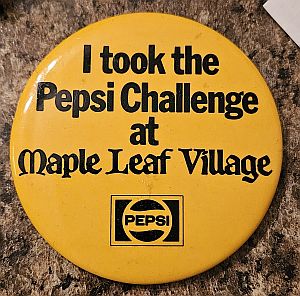 I took the
Pepsi Challenge
at
Maple Leaf Village
PEPSI